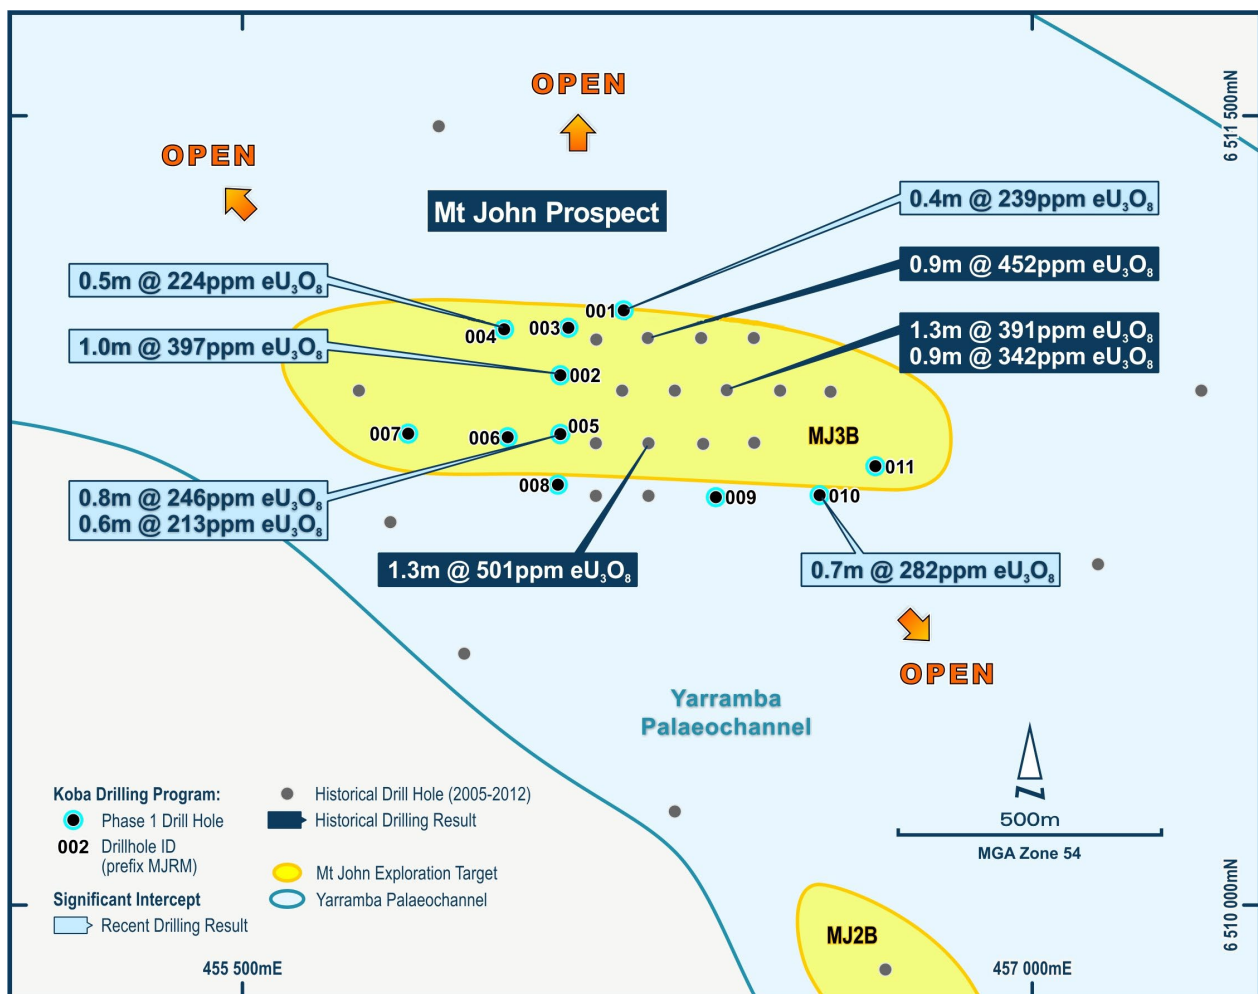 OPEN
OPEN
6 511 500mN
Mt John Prospect
0.4m @ 239ppm eU₃O₈
0.9m @ 452ppm eU₃O₈
0.5m @ 224ppm eU₃O₈
001
003
004
1.3m @ 391ppm eU₃O₈
0.9m @ 342ppm eU₃O₈
1.0m @ 397ppm eU₃O₈
002
005
007
006
MJ3B
011
008
009
010
0.8m @ 246ppm eU₃O₈
0.6m @ 213ppm eU₃O₈
1.3m @ 501ppm eU₃O₈
0.7m @ 282ppm eU₃O₈
OPEN
Yarramba
Palaeochannel
Z
500m
MGA Zone 54
Koba Drilling Program:
Phase 1 Drill Hole
002 Drillhole ID
(prefix MJRM)
Significant Intercept
Recent Drilling Result
Historical Drill Hole (2005-2012)
Historical Drilling Result
Mt John Exploration Target
Yarramba Palaeochannel
MJ2B
6 510 000mN
455 500mE
457 000mE